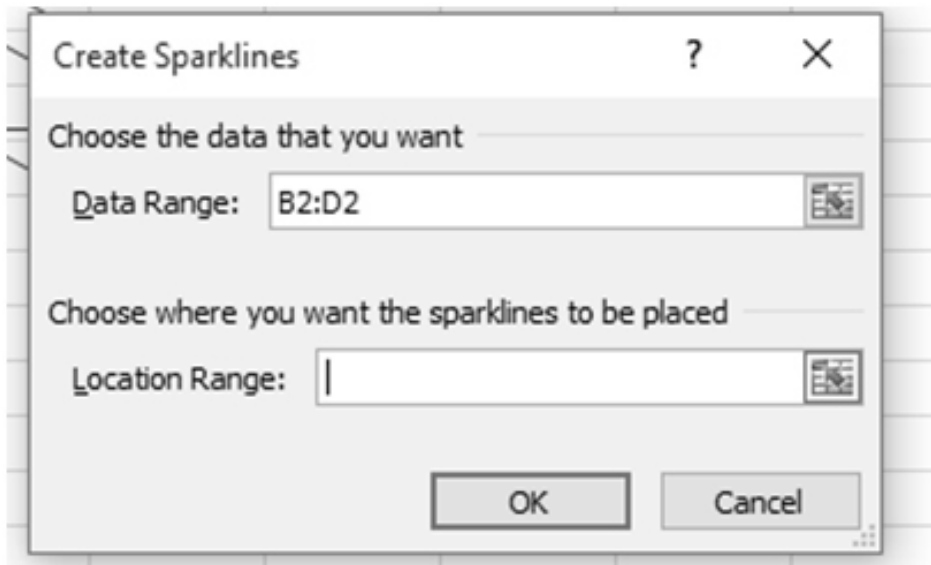 Create Sparklines ? ×
Choose the data that you want
Data Range: B2:D2
Choose where you want the sparklines to be placed
Location Range:
OK Cancel